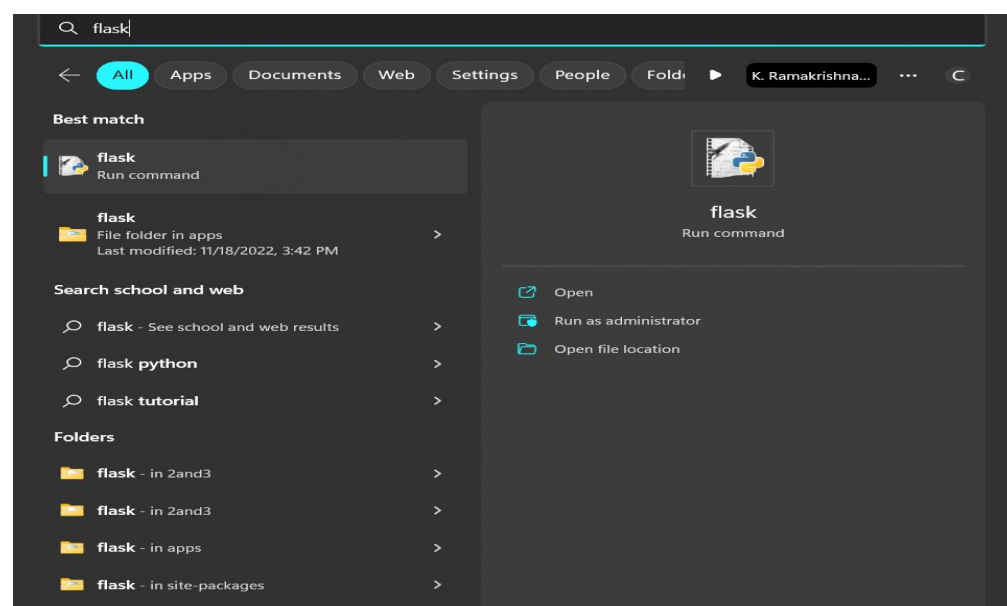 flask
All Apps Documents Web Settings People Folde K. Ramakrishna... ... C
Best match
flask
Run command
flask
File folder in apps
Last modified: 11/18/2022, 3:42 PM
Search school and web
flask - See school and web results
flask python
flask tutorial
Folders
flask - in 2and3
flask - in 2and3
flask - in apps
flask - in site-packages
flask
Run command
Open
Run as administrator
Open file location